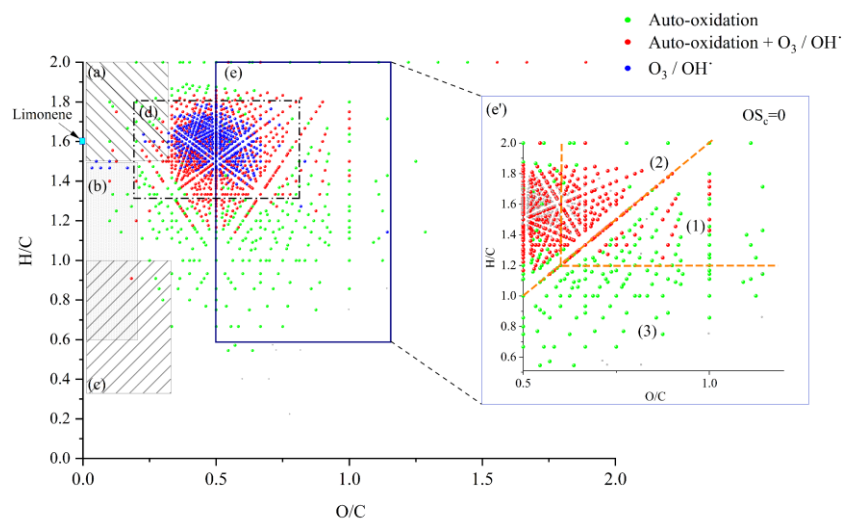 Auto-oxidation
Auto-oxidation + O₃ / OH·
O₃ / OH·
2.0
1.8
1.6
1.4
1.2
1.0
0.8
0.6
0.4
0.2
0.0
H/C
Limonene
(a)
(b)
(c)
(d)
(e)
0.0
0.5
1.0
1.5
2.0
O/C
(e')
OSc=0
2.0
1.8
1.6
1.4
1.2
1.0
0.8
0.6
H/C
(2)
(1)
(3)
0.5
1.0
O/C